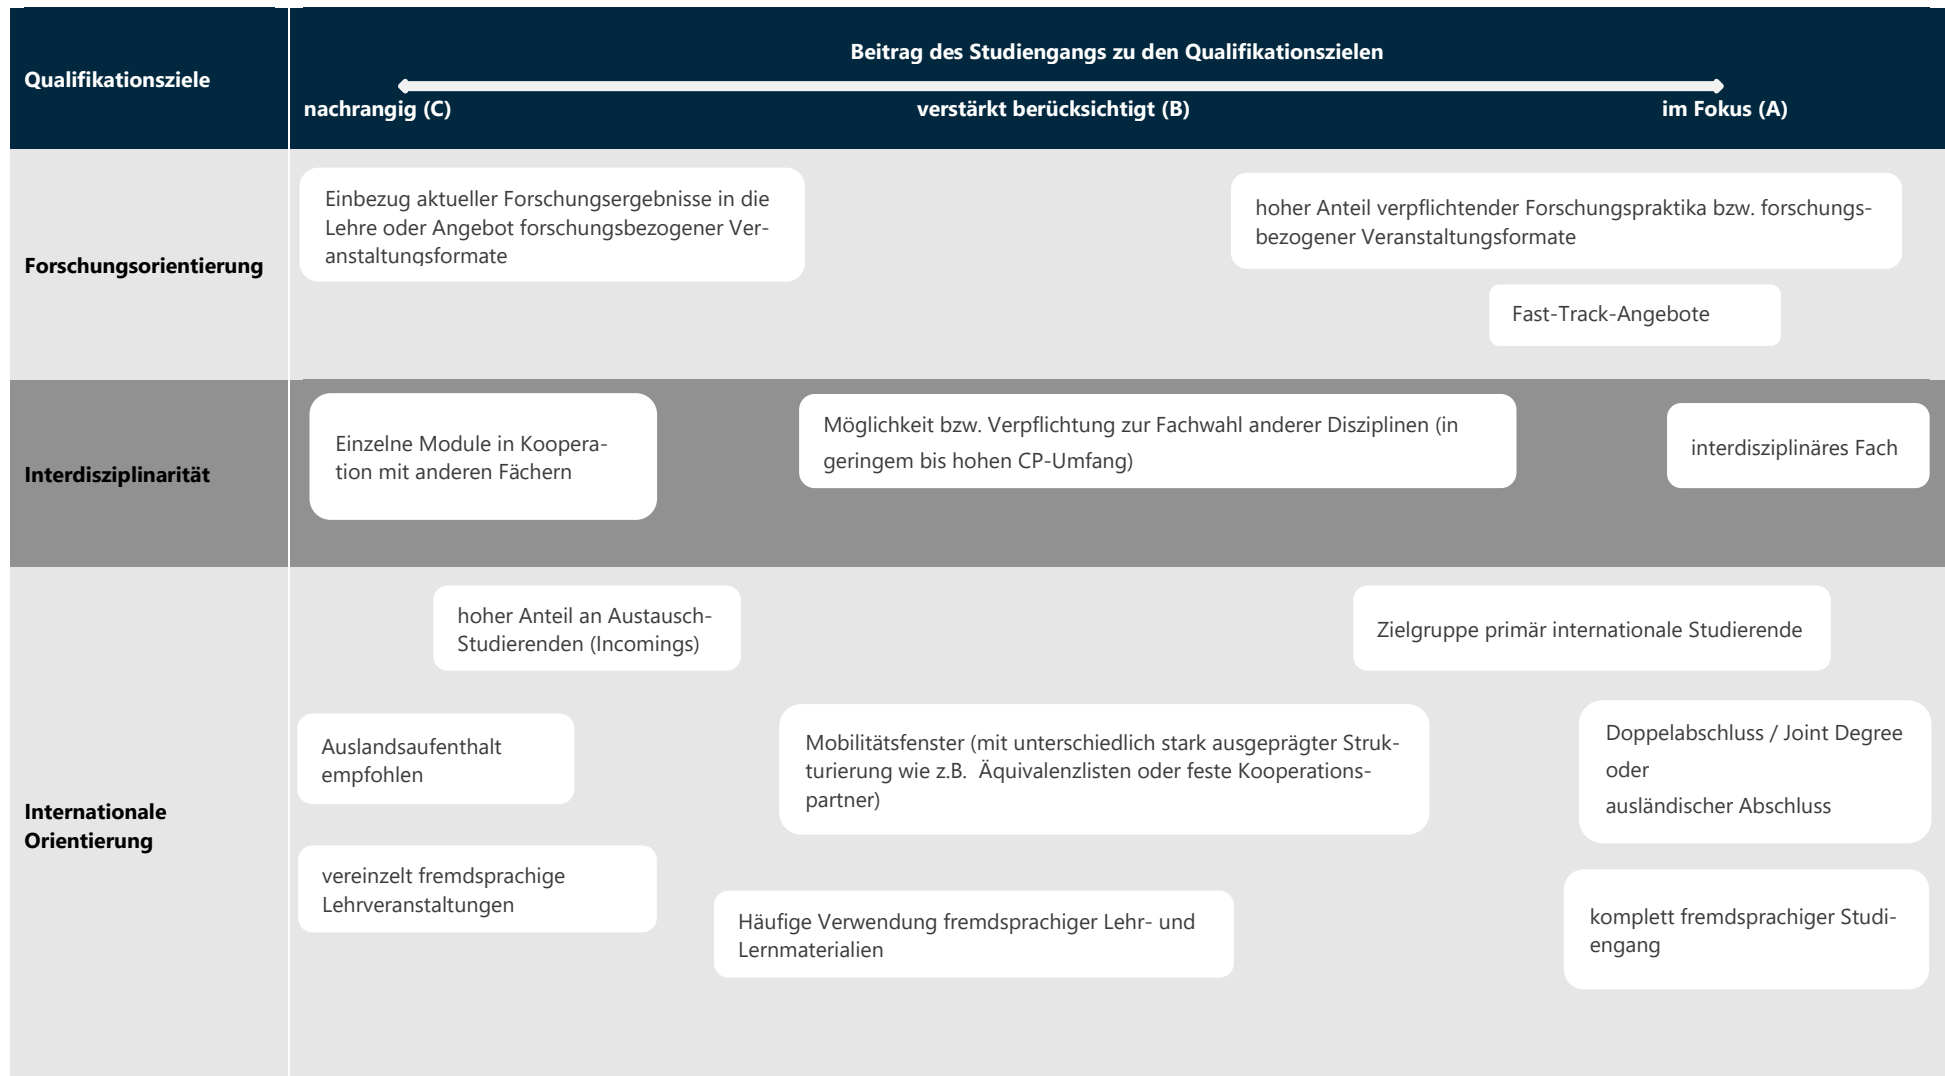 Qualifikationsziele
Beitrag des Studiengangs zu den Qualifikationszielen
nachrangig (C)
verstärkt berücksichtigt (B)
im Fokus (A)
Forschungsorientierung
Einbezug aktueller Forschungsergebnisse in die
Lehre oder Angebot forschungsbezogener Ver-
anstaltungsformate
hoher Anteil verpflichtender Forschungspraktika bzw. forschungs-
bezogener Veranstaltungsformate
Fast-Track-Angebote
Interdisziplinarität
Einzelne Module in Koopera-
tion mit anderen Fächern
Möglichkeit bzw. Verpflichtung zur Fachwahl anderer Disziplinen (in
geringem bis hohen CP-Umfang)
interdisziplinäres Fach
Internationale
Orientierung
hoher Anteil an Austausch-
Studierenden (Incomings)
Zielgruppe primär internationale Studierende
Auslandsaufenthalt
empfohlen
Mobilitätsfenster (mit unterschiedlich stark ausgeprägter Struk-
turierung wie z.B.  Äquivalenzlisten oder feste Kooperations-
partner)
Doppelabschluss / Joint Degree
oder
ausländischer Abschluss
vereinzelt fremdsprachige
Lehrveranstaltungen
Häufige Verwendung fremdsprachiger Lehr- und
Lernmaterialien
komplett fremdsprachiger Studi-
engang